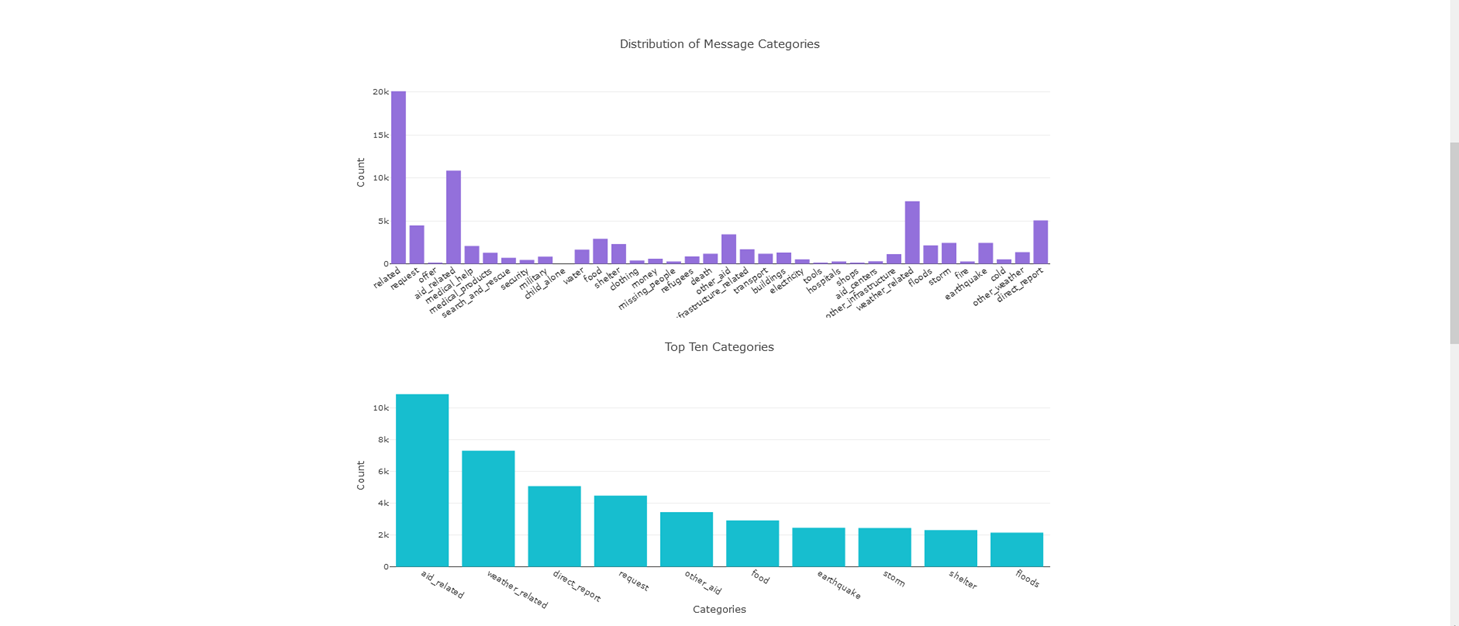 Distribution of Message Categories
20k
15k
10k
5k
0
Count
related
request
offer
aid_related
medical_help
medical_products
search_and_rescue
security
military
child_alone
water
food
shelter
clothing
money
missing_people
refugees
death
other_aid
frastructure_related
transport
buildings
electricity
tools
hospitals
shops
aid_centers
other_infrastructure
weather_related
floods
storm
fire
earthquake
cold
other_weather
direct_report
Top Ten Categories
10k
8k
6k
4k
2k
0
Count
aid_related
weather_related
direct_report
request
other_aid
food
earthquake
storm
shelter
floods
Categories